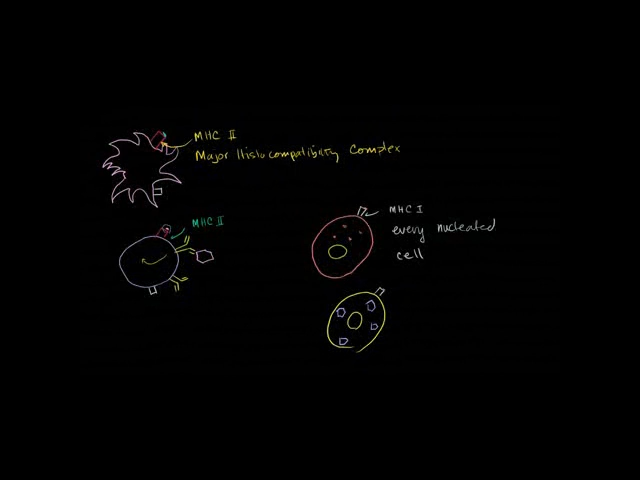 MHC II
Major Histocompatibility Complex
MHC II
MHC I
every nucleated
cell